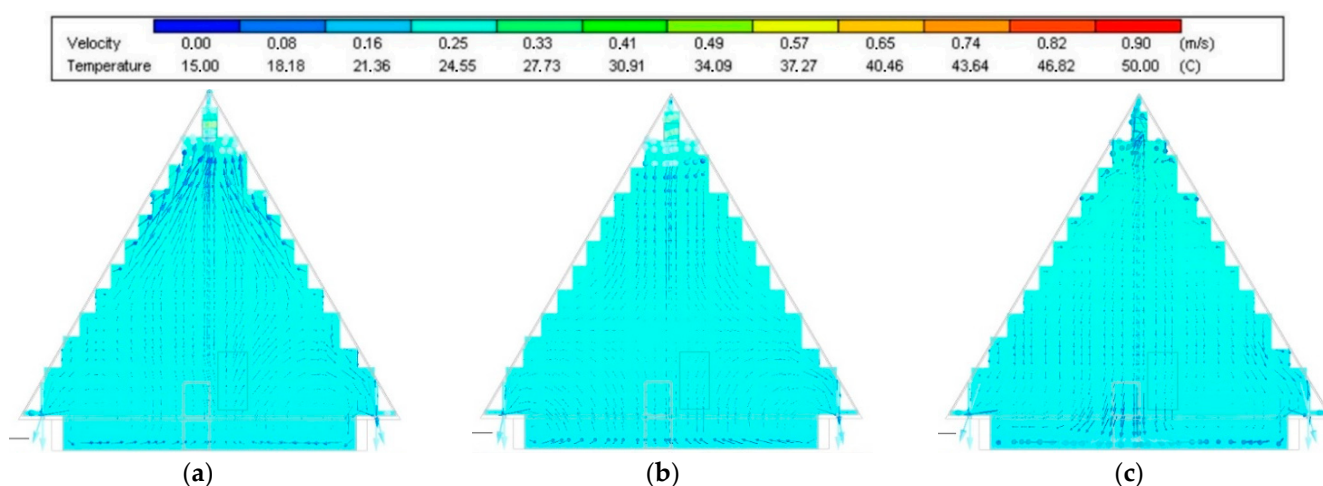 Velocity 0.00 0.08 0.16 0.25 0.33 0.41 0.49 0.57 0.65 0.74 0.82 0.90 (m/s)
Temperature 15.00 18.18 21.36 24.55 27.73 30.91 34.09 37.27 40.46 43.64 46.82 50.00 (C)
(a) (b) (c)